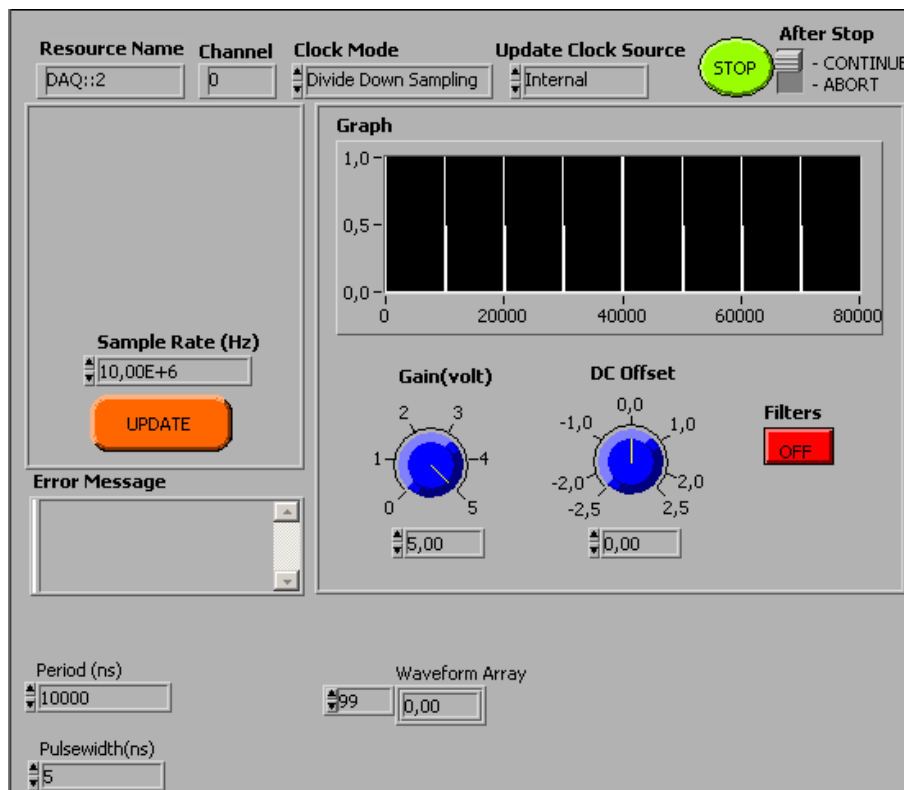 Resource Name
Channel
Clock Mode
Update Clock Source
After Stop
DAQ::2
0
Divide Down Sampling
Internal
STOP
- CONTINUE
- ABORT
Graph
1,0
0,5
0,0
0 20000 40000 60000 80000
Sample Rate (Hz)
10,00E+6
UPDATE
Gain(volt)
0 1 2 3 4 5
5,00
DC Offset
-2,5 -2,0 -1,0 0,0 1,0 2,0 2,5
0,00
Filters
OFF
Error Message
Period (ns)
10000
Waveform Array
99 0,00
Pulsewidth(ns)
5